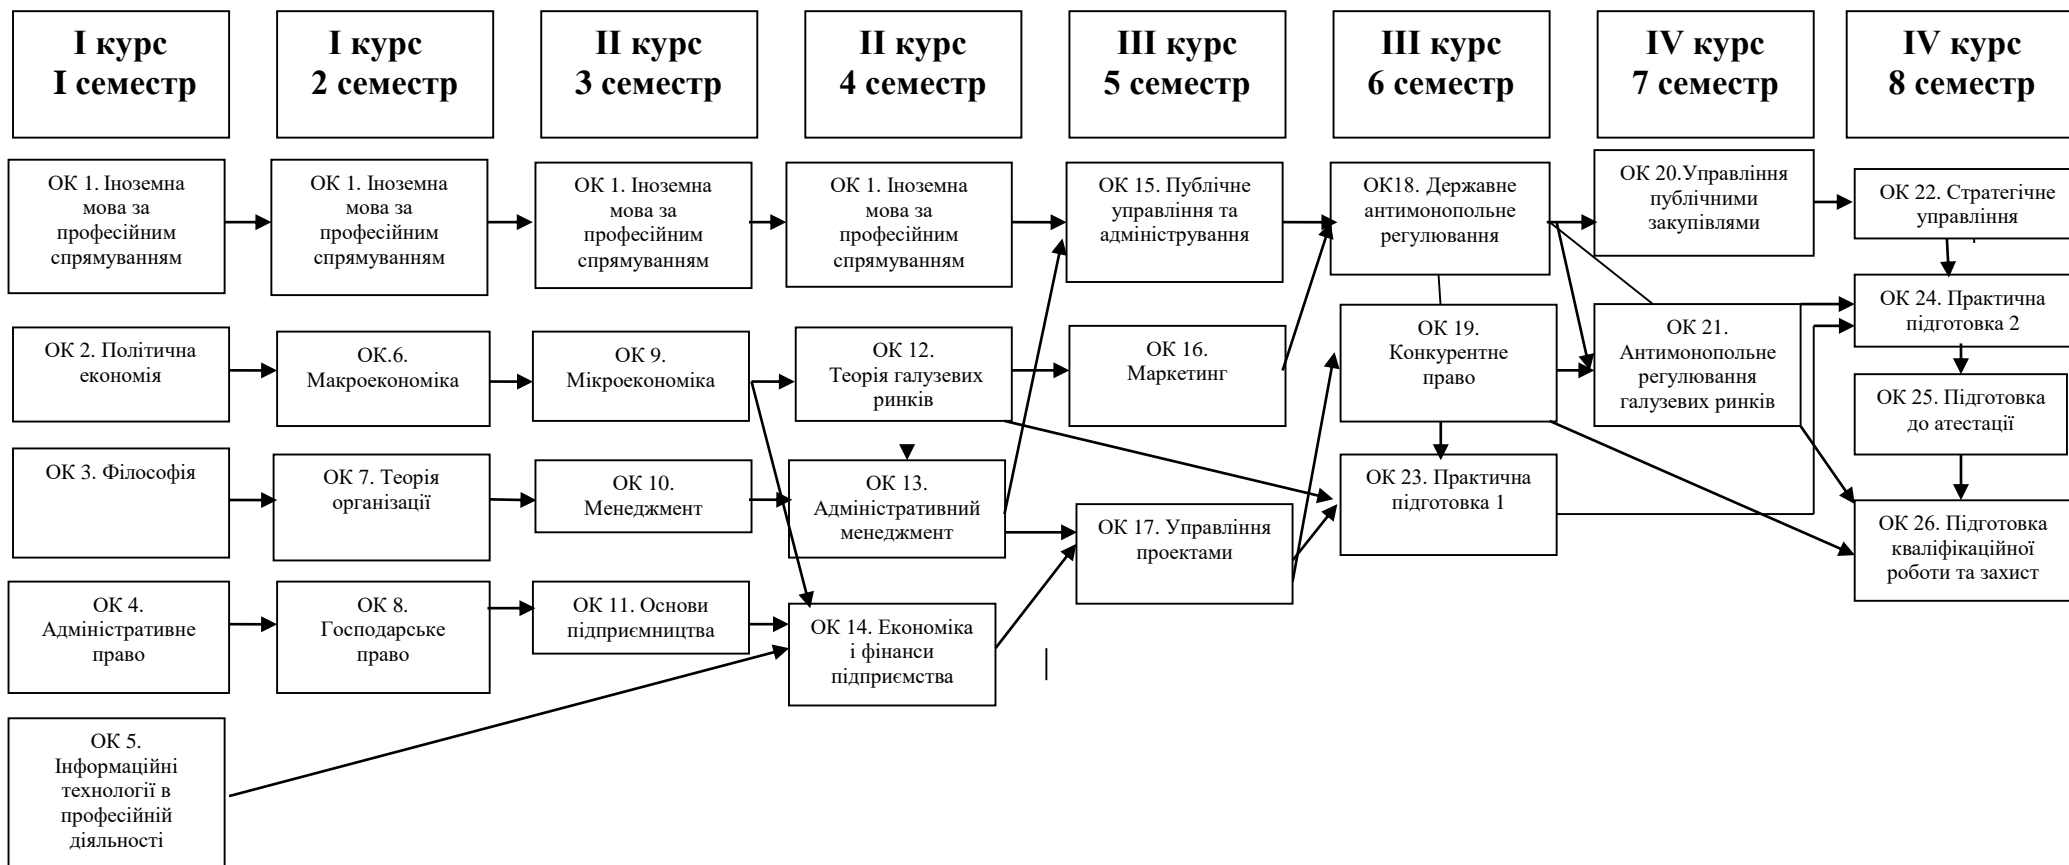 I курс
I семестр
I курс
2 семестр
II курс
3 семестр
II курс
4 семестр
III курс
5 семестр
III курс
6 семестр
IV курс
7 семестр
IV курс
8 семестр
ОК 1. Іноземна
мова за
професійним
спрямуванням
ОК 1. Іноземна
мова за
професійним
спрямуванням
ОК 1. Іноземна
мова за
професійним
спрямуванням
ОК 1. Іноземна
мова за
професійним
спрямуванням
ОК 15. Публічне
управління та
адміністрування
ОК18. Державне
антимонопольне
регулювання
ОК 20.Управління
публічними
закупівлями
ОК 22. Стратегічне
управління
ОК 2. Політична
економія
ОК.6.
Макроекономіка
ОК 9.
Мікроекономіка
ОК 12.
Теорія галузевих
ринків
ОК 16.
Маркетинг
ОК 19.
Конкурентне
право
ОК 21.
Антимонопольне
регулювання
галузевих ринків
ОК 24. Практична
підготовка 2
ОК 25. Підготовка
до атестації
ОК 3. Філософія
ОК 7. Теорія
організації
ОК 10.
Менеджмент
ОК 13.
Адміністративний
менеджмент
ОК 17. Управління
проектами
ОК 23. Практична
підготовка 1
ОК 26. Підготовка
кваліфікаційної
роботи та захист
ОК 4.
Адміністративне
право
ОК 8.
Господарське
право
ОК 11. Основи
підприємництва
ОК 14. Економіка
і фінанси
підприємства
ОК 5.
Інформаційні
технології в
професійній
діяльності